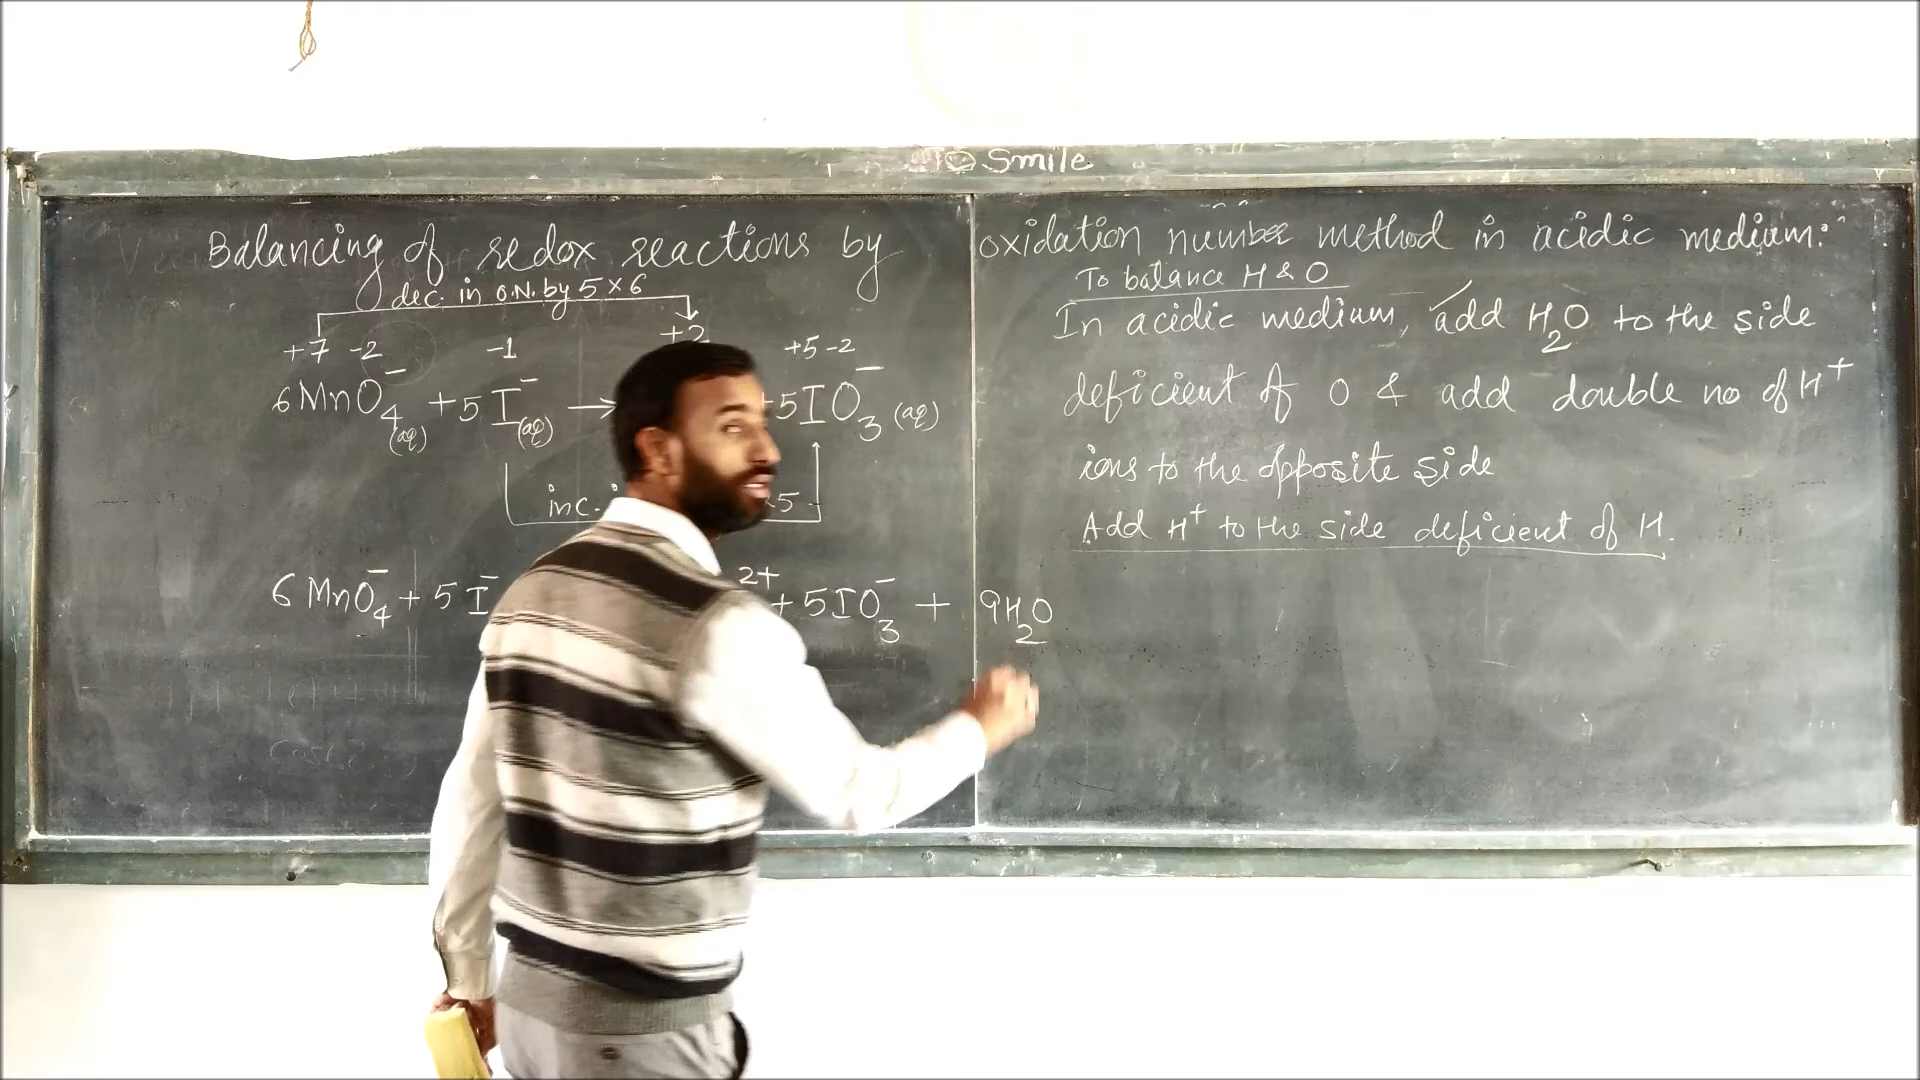 ☺ Smile
Balancing of redox reactions by oxidation number method in acidic medium:
dec. in O.N. by 5 × 6
+7 -2 -1 +2 +5 -2
6MnO₄⁻(aq) + 5I⁻(aq) → +5IO₃⁻(aq)
inc. ×5
6MnO₄⁻ + 5I⁻ 2+ + 5IO₃⁻ + 9H₂O
To balance H & O
In acidic medium, add H₂O to the side
deficient of O & add double no of H⁺
ions to the opposite side
Add H⁺ to the side deficient of H.